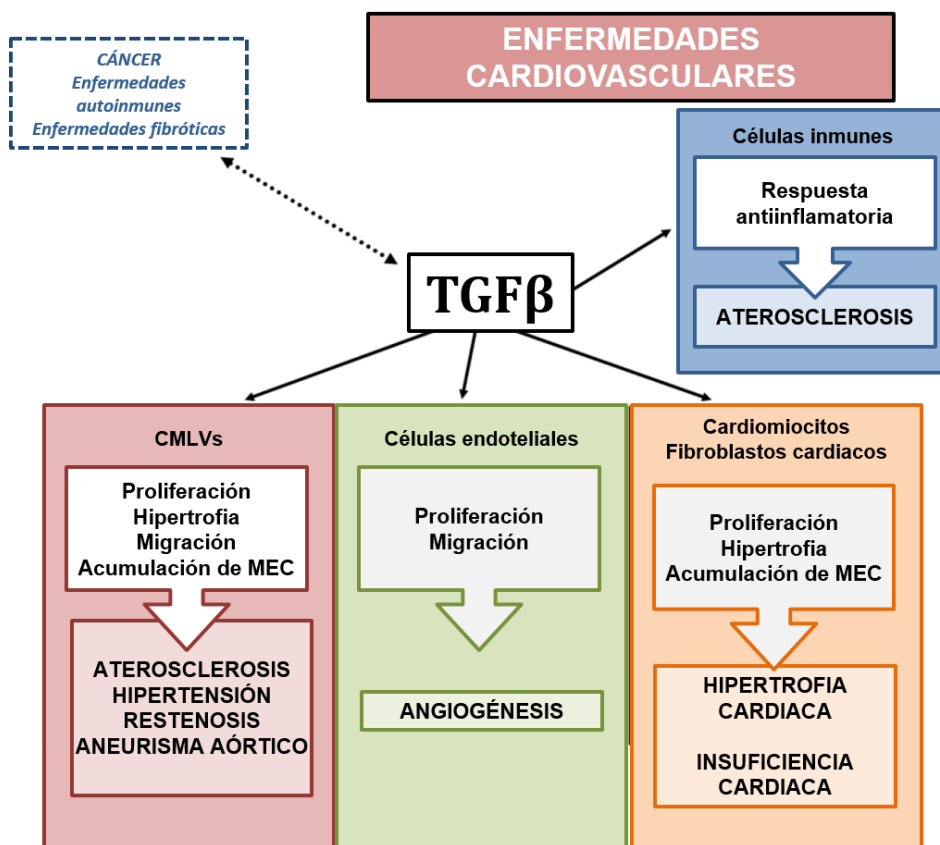 ENFERMEDADES
CARDIOVASCULARES
CÁNCER
Enfermedades
autoinmunes
Enfermedades fibróticas
Células inmunes
Respuesta
antiinflamatoria
ATEROSCLEROSIS
TGFβ
CMLVs
Proliferación
Hipertrofia
Migración
Acumulación de MEC
ATEROSCLEROSIS
HIPERTENSIÓN
RESTENOSIS
ANEURISMA AÓRTICO
Células endoteliales
Proliferación
Migración
ANGIOGÉNESIS
Cardiomiocitos
Fibroblastos cardiacos
Proliferación
Hipertrofia
Acumulación de MEC
HIPERTROFIA
CARDIACA
INSUFICIENCIA
CARDIACA